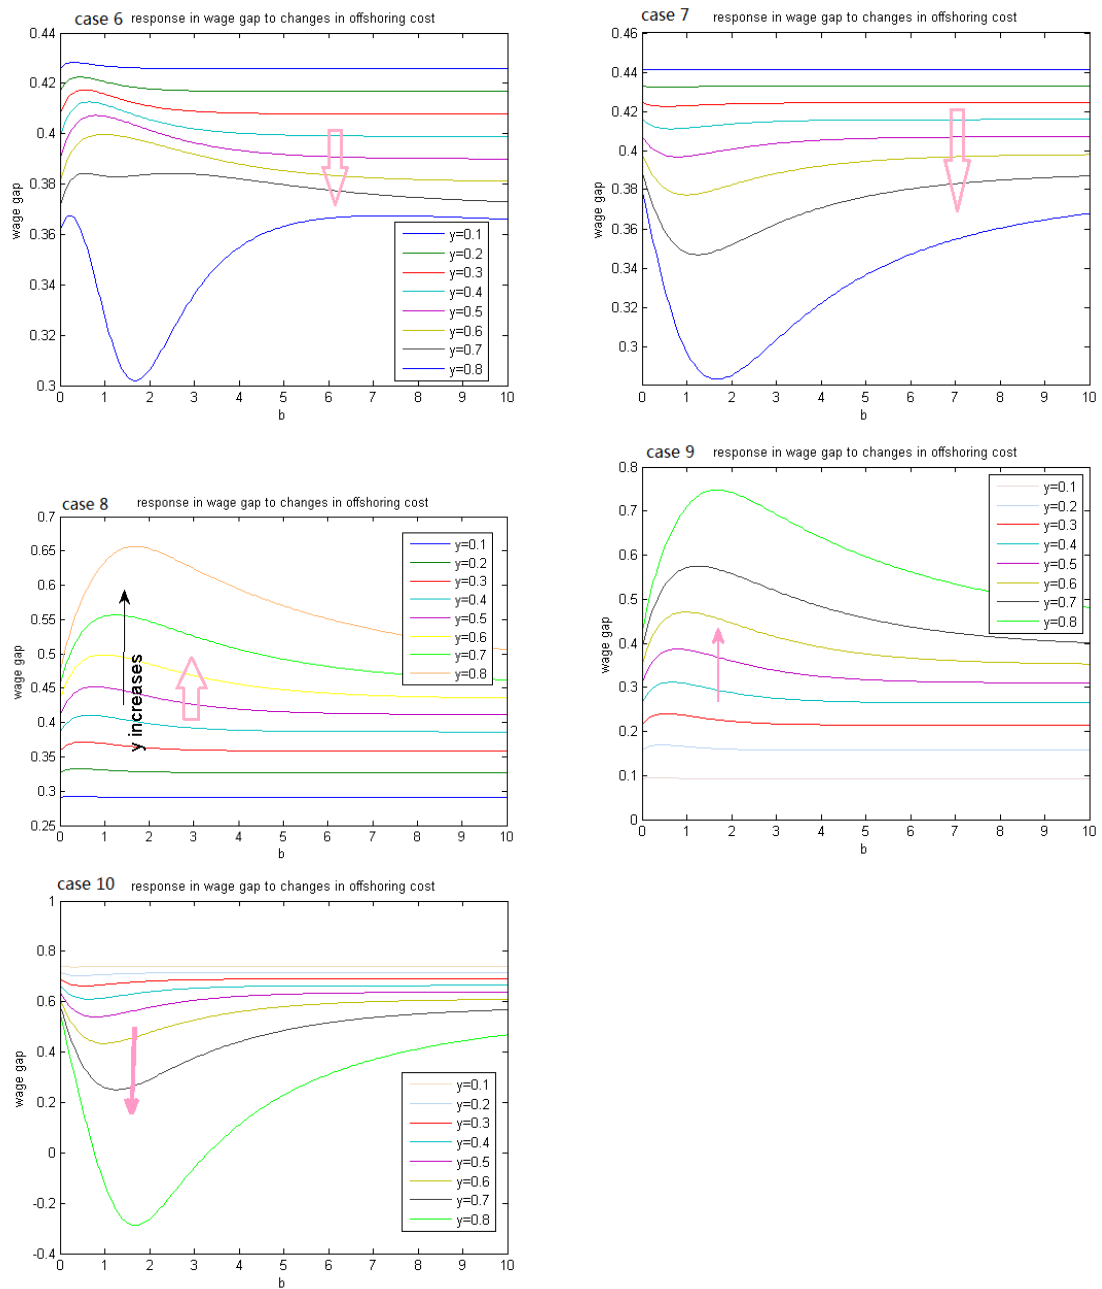 case 6 response in wage gap to changes in offshoring cost
0.44
0.42
0.4
0.38
0.36
0.34
0.32
0.3
wage gap
y=0.1
y=0.2
y=0.3
y=0.4
y=0.5
y=0.6
y=0.7
y=0.8
0 1 2 3 4 5 6 7 8 9 10
b
case 7 response in wage gap to changes in offshoring cost
0.46
0.44
0.42
0.4
0.38
0.36
0.34
0.32
0.3
wage gap
0 1 2 3 4 5 6 7 8 9 10
b
case 8 response in wage gap to changes in offshoring cost
0.7
0.65
0.6
0.55
0.5
0.45
0.4
0.35
0.3
0.25
wage gap
y increases
y=0.1
y=0.2
y=0.3
y=0.4
y=0.5
y=0.6
y=0.7
y=0.8
0 1 2 3 4 5 6 7 8 9 10
b
case 9 response in wage gap to changes in offshoring cost
0.8
0.7
0.6
0.5
0.4
0.3
0.2
0.1
0
wage gap
y=0.1
y=0.2
y=0.3
y=0.4
y=0.5
y=0.6
y=0.7
y=0.8
0 1 2 3 4 5 6 7 8 9 10
b
case 10 response in wage gap to changes in offshoring cost
1
0.8
0.6
0.4
0.2
0
-0.2
-0.4
wage gap
y=0.1
y=0.2
y=0.3
y=0.4
y=0.5
y=0.6
y=0.7
y=0.8
0 1 2 3 4 5 6 7 8 9 10
b